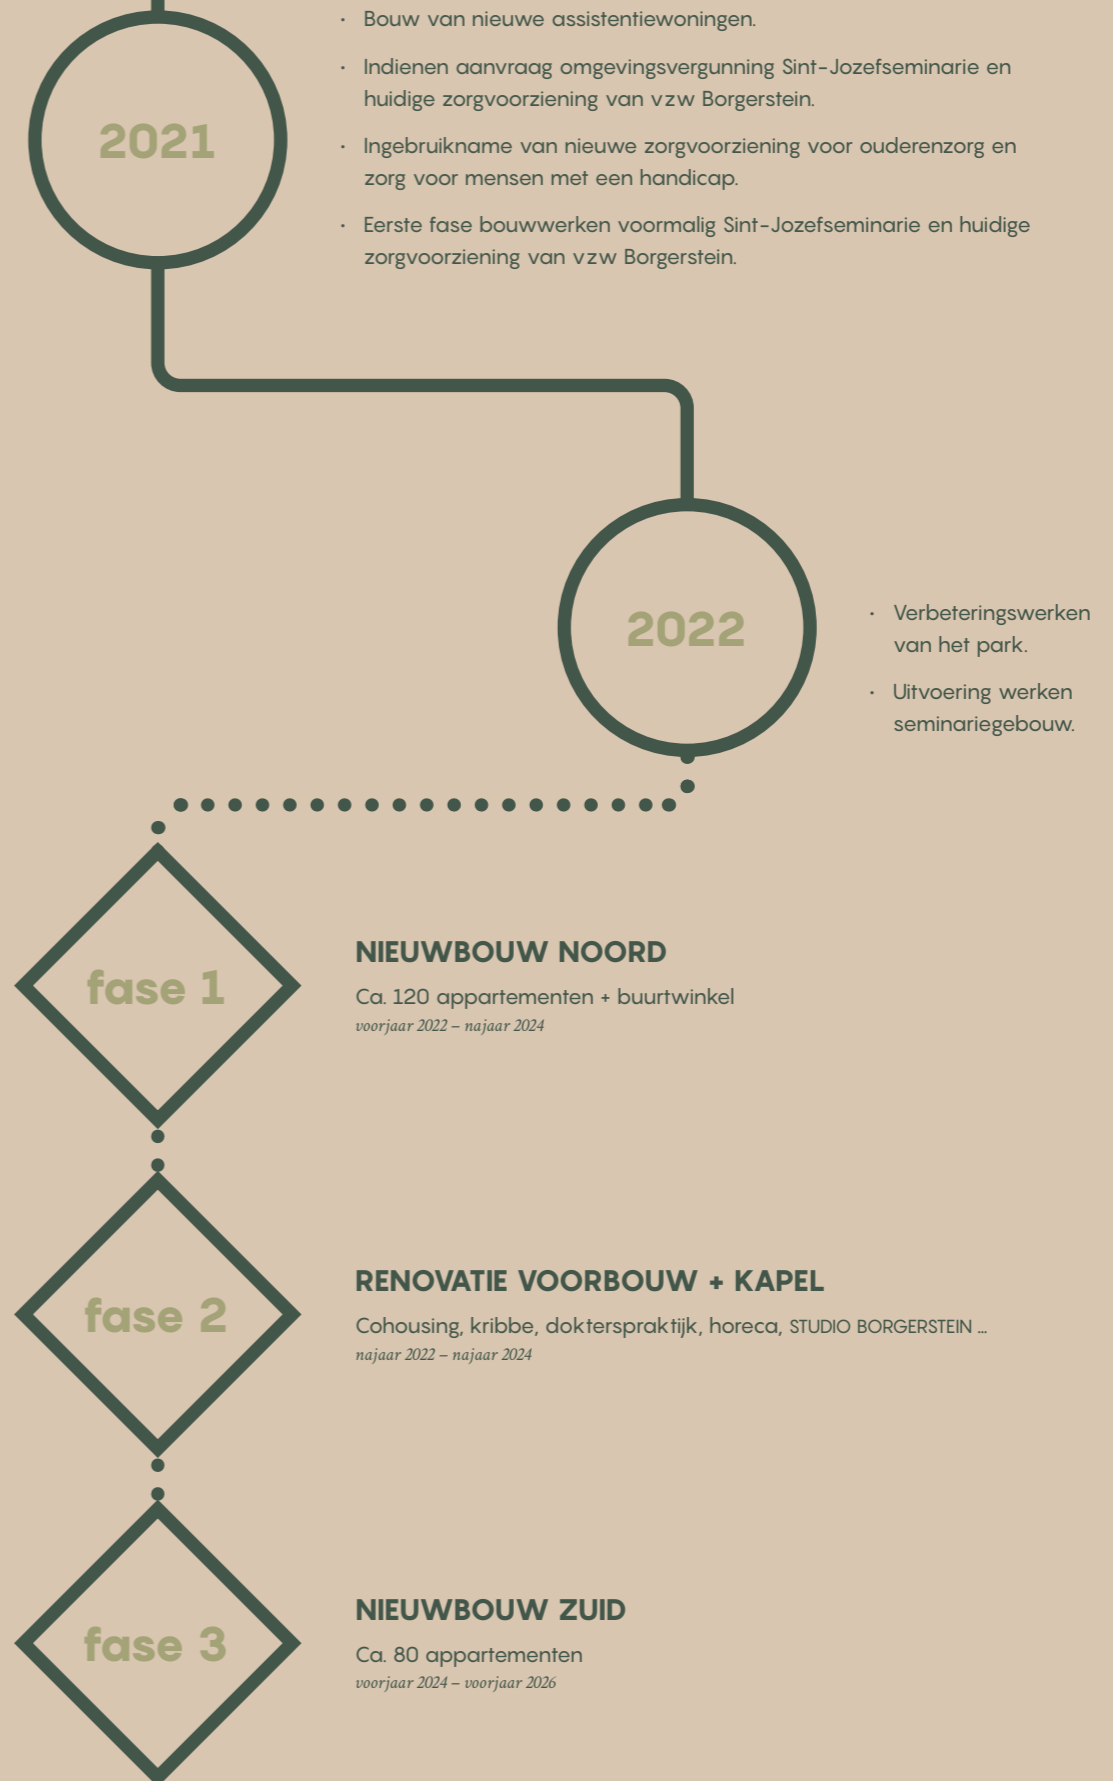 · Bouw van nieuwe assistentiewoningen.
· Indienen aanvraag omgevingsvergunning Sint-Jozefseminarie en
huidige zorgvoorziening van vzw Borgerstein.
2021
· Ingebruikname van nieuwe zorgvoorziening voor ouderenzorg en
zorg voor mensen met een handicap.
· Eerste fase bouwwerken voormalig Sint-Jozefseminarie en huidige
zorgvoorziening van vzw Borgerstein.
2022
· Verbeteringswerken
van het park.
· Uitvoering werken
seminariegebouw.
fase 1
NIEUWBOUW NOORD
Ca. 120 appartementen + buurtwinkel
voorjaar 2022 – najaar 2024
fase 2
RENOVATIE VOORBOUW + KAPEL
Cohousing, kribbe, dokterspraktijk, horeca, STUDIO BORGERSTEIN ...
najaar 2022 – najaar 2024
fase 3
NIEUWBOUW ZUID
Ca. 80 appartementen
voorjaar 2024 – voorjaar 2026